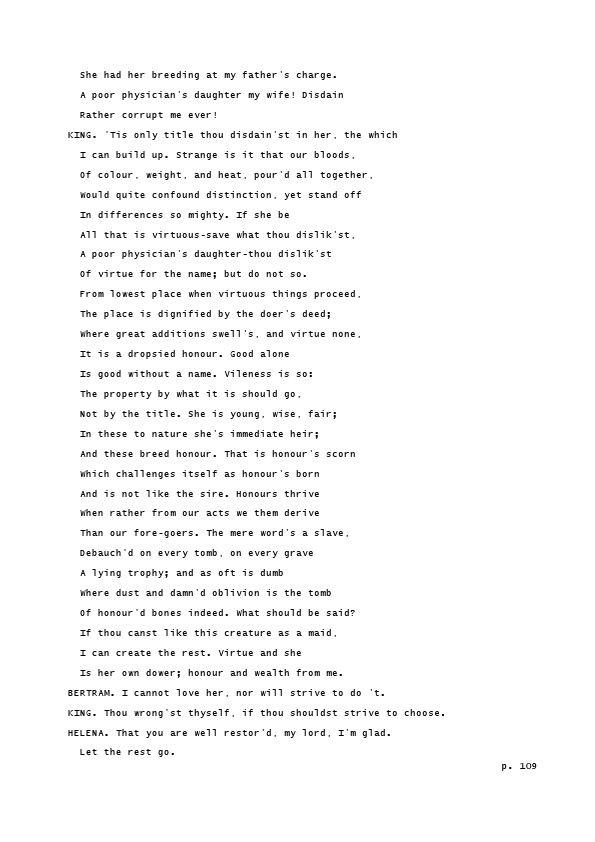 She had her breeding at my father's charge.
A poor physician's daughter my wife! Disdain
Rather corrupt me ever!
KING. 'Tis only title thou disdain'st in her, the which
I can build up. Strange is it that our bloods,
Of colour, weight, and heat, pour'd all together,
Would quite confound distinction, yet stand off
In differences so mighty. If she be
All that is virtuous-save what thou dislik'st,
A poor physician's daughter-thou dislik'st
Of virtue for the name; but do not so.
From lowest place when virtuous things proceed,
The place is dignified by the doer's deed;
Where great additions swell's, and virtue none,
It is a dropsied honour. Good alone
Is good without a name. Vileness is so:
The property by what it is should go,
Not by the title. She is young, wise, fair;
In these to nature she's immediate heir;
And these breed honour. That is honour's scorn
Which challenges itself as honour's born
And is not like the sire. Honours thrive
When rather from our acts we them derive
Than our fore-goers. The mere word's a slave,
Debauch'd on every tomb, on every grave
A lying trophy; and as oft is dumb
Where dust and damn'd oblivion is the tomb
Of honour'd bones indeed. What should be said?
If thou canst like this creature as a maid,
I can create the rest. Virtue and she
Is her own dower; honour and wealth from me.
BERTRAM. I cannot love her, nor will strive to do 't.
KING. Thou wrong'st thyself, if thou shouldst strive to choose.
HELENA. That you are well restor'd, my lord, I'm glad.
Let the rest go.
p. 109